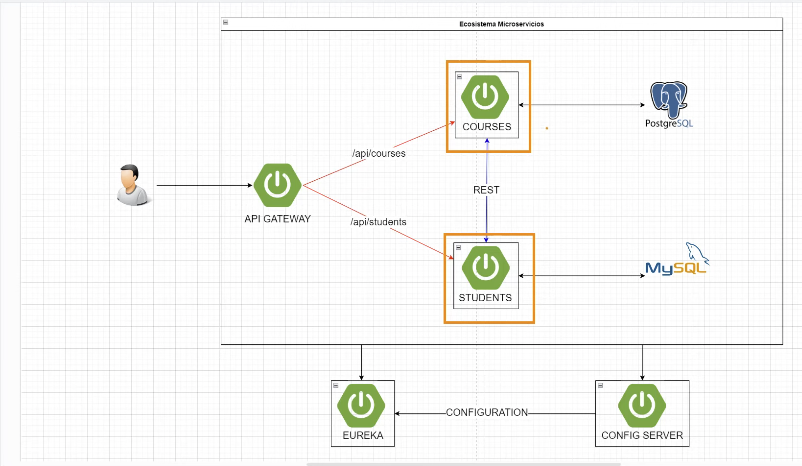 Ecosistema Microservicios
COURSES
PostgreSQL
/api/courses
REST
API GATEWAY
/api/students
MySQL
STUDENTS
CONFIGURATION
EUREKA
CONFIG SERVER